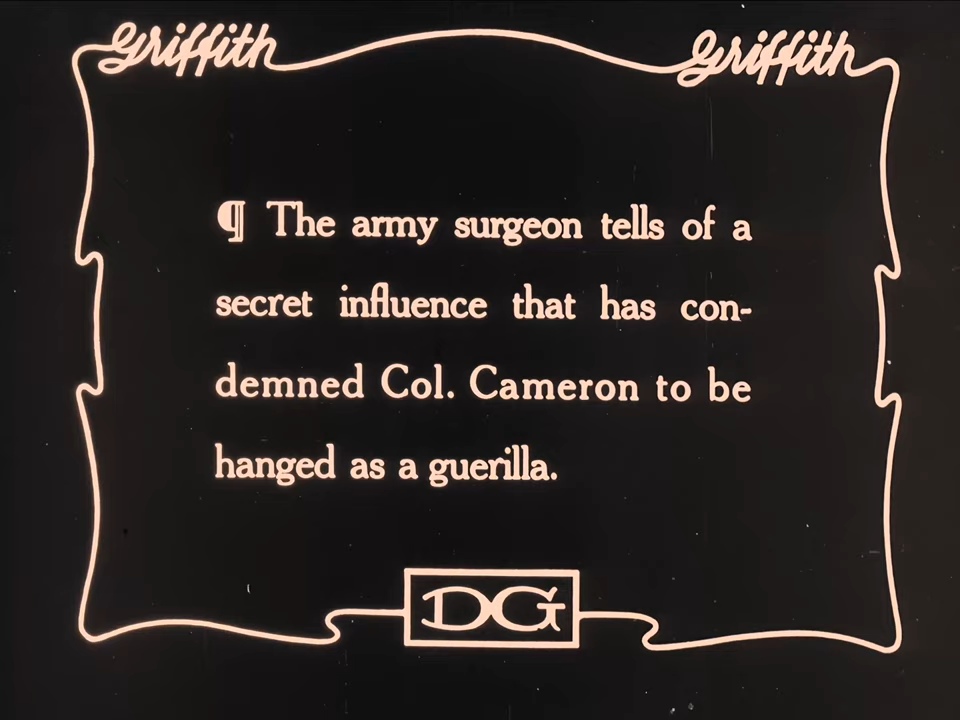 Griffith Griffith
¶ The army surgeon tells of a
secret influence that has con-
demned Col. Cameron to be
hanged as a guerilla.
DG